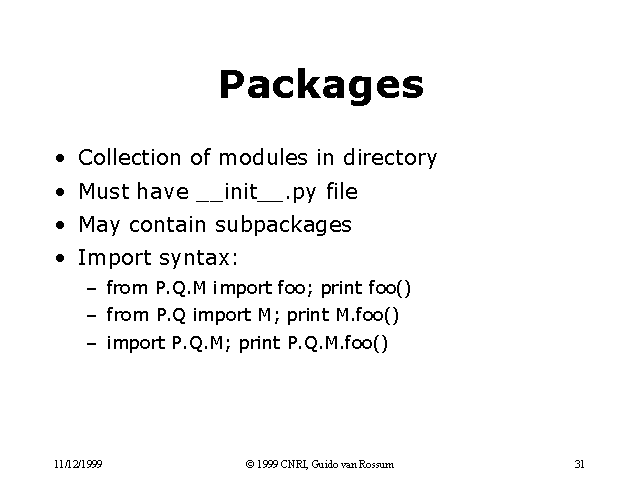 Packages
• Collection of modules in directory
• Must have __init__.py file
• May contain subpackages
• Import syntax:
– from P.Q.M import foo; print foo()
– from P.Q import M; print M.foo()
– import P.Q.M; print P.Q.M.foo()
11/12/1999 © 1999 CNRI, Guido van Rossum 31